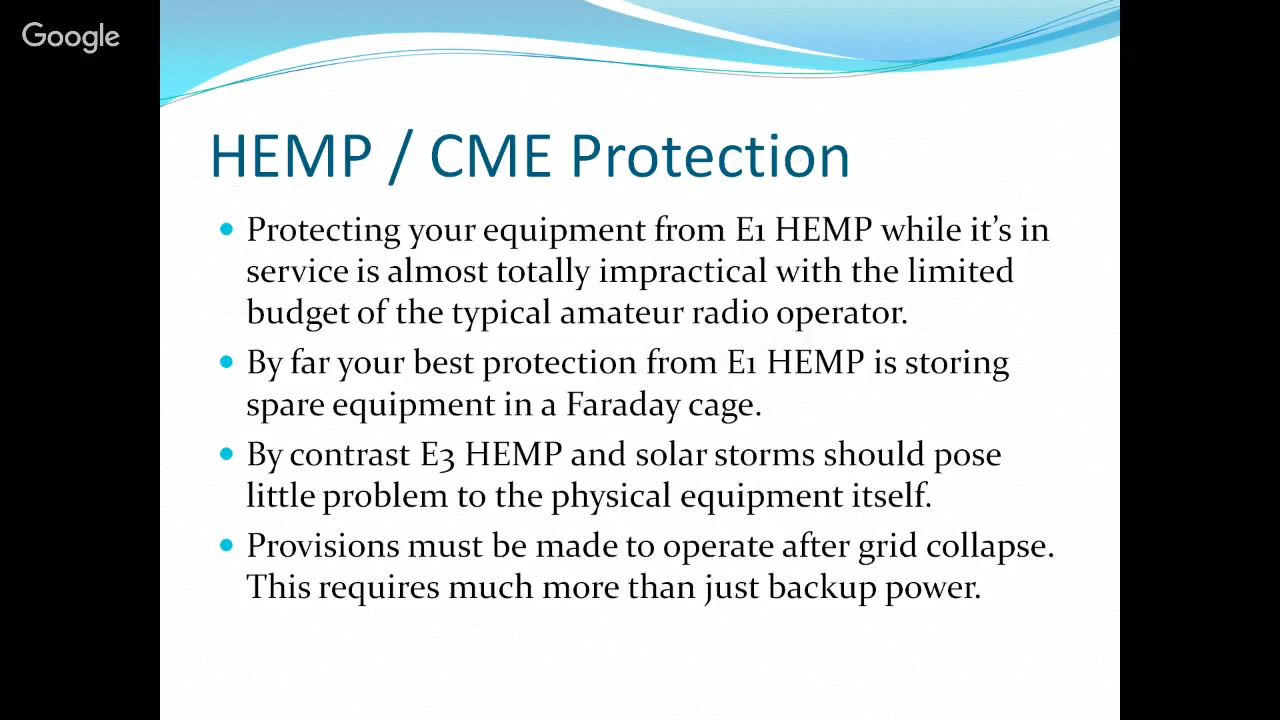 Google
HEMP / CME Protection
• Protecting your equipment from E1 HEMP while it's in
service is almost totally impractical with the limited
budget of the typical amateur radio operator.
• By far your best protection from E1 HEMP is storing
spare equipment in a Faraday cage.
• By contrast E3 HEMP and solar storms should pose
little problem to the physical equipment itself.
• Provisions must be made to operate after grid collapse.
This requires much more than just backup power.